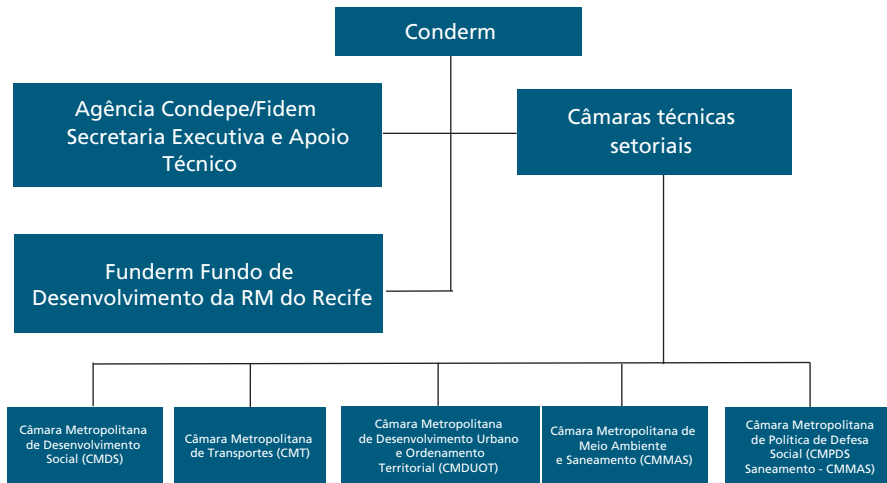 Conderm
Agência Condepe/Fidem
Secretaria Executiva e Apoio
Técnico
Câmaras técnicas
setoriais
Funderm Fundo de
Desenvolvimento da RM do Recife
Câmara Metropolitana
de Desenvolvimento
Social (CMDS)
Câmara Metropolitana
de Transportes (CMT)
Câmara Metropolitana
de Desenvolvimento Urbano
e Ordenamento
Territorial (CMDUOT)
Câmara Metropolitana de
Meio Ambiente
e Saneamento (CMMAS)
Câmara Metropolitana
de Política de Defesa
Social (CMPDS
Saneamento - CMMAS)